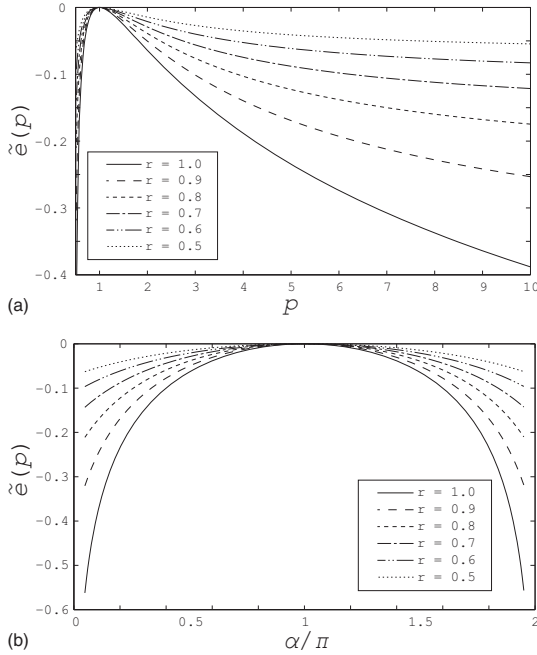 0
-0.1
-0.2
-0.3
-0.4
ẽ(p)
r = 1.0
r = 0.9
r = 0.8
r = 0.7
r = 0.6
r = 0.5
1 2 3 4 5 6 7 8 9 10
(a)
p
0
-0.1
-0.2
-0.3
-0.4
-0.5
-0.6
ẽ(p)
r = 1.0
r = 0.9
r = 0.8
r = 0.7
r = 0.6
r = 0.5
0 0.5 1 1.5 2
(b)
α/π